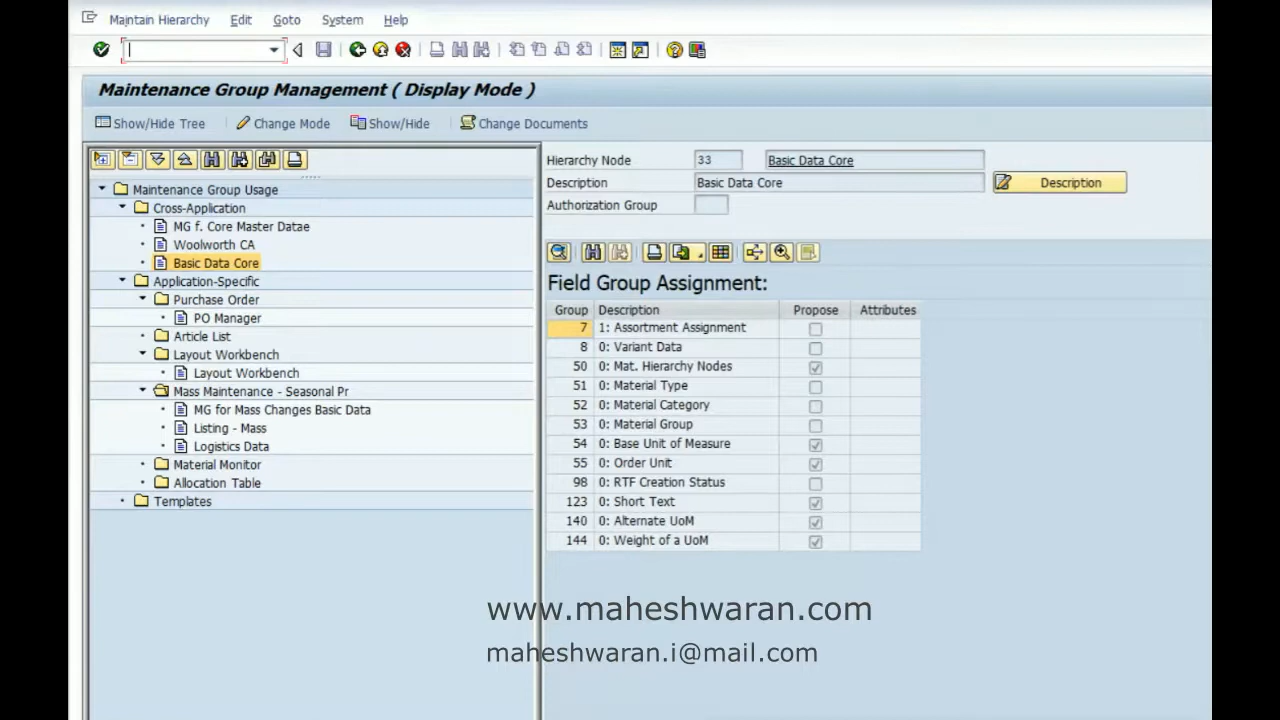 Maintain Hierarchy Edit Goto System Help
Maintenance Group Management ( Display Mode )
Show/Hide Tree Change Mode Show/Hide Change Documents
Maintenance Group Usage
Cross-Application
MG f. Core Master Datae
Woolworth CA
Basic Data Core
Application-Specific
Purchase Order
PO Manager
Article List
Layout Workbench
Layout Workbench
Mass Maintenance - Seasonal Pr
MG for Mass Changes Basic Data
Listing - Mass
Logistics Data
Material Monitor
Allocation Table
Templates
Hierarchy Node 33 Basic Data Core
Description Basic Data Core Description
Authorization Group
Field Group Assignment:
Group Description Propose Attributes
7 1: Assortment Assignment
8 0: Variant Data
50 0: Mat. Hierarchy Nodes
51 0: Material Type
52 0: Material Category
53 0: Material Group
54 0: Base Unit of Measure
55 0: Order Unit
98 0: RTF Creation Status
123 0: Short Text
140 0: Alternate UoM
144 0: Weight of a UoM
www.maheshwaran.com
maheshwaran.i@mail.com